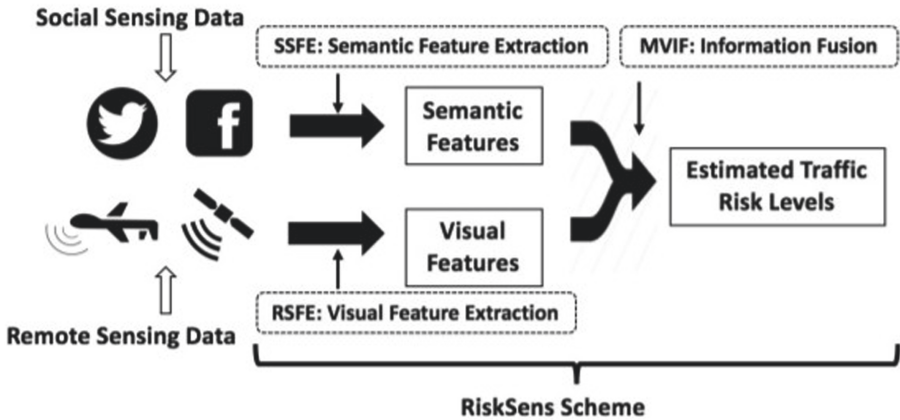 Social Sensing Data
SSFE: Semantic Feature Extraction
MVIF: Information Fusion
Semantic
Features
Estimated Traffic
Risk Levels
Visual
Features
RSFE: Visual Feature Extraction
Remote Sensing Data
RiskSens Scheme